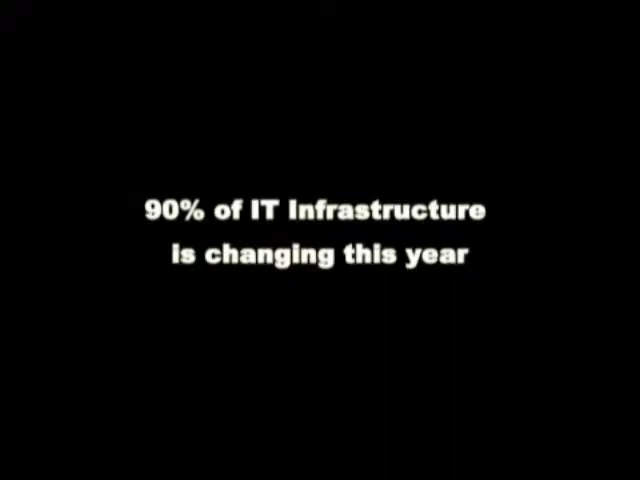 90% of IT Infrastructure
is changing this year